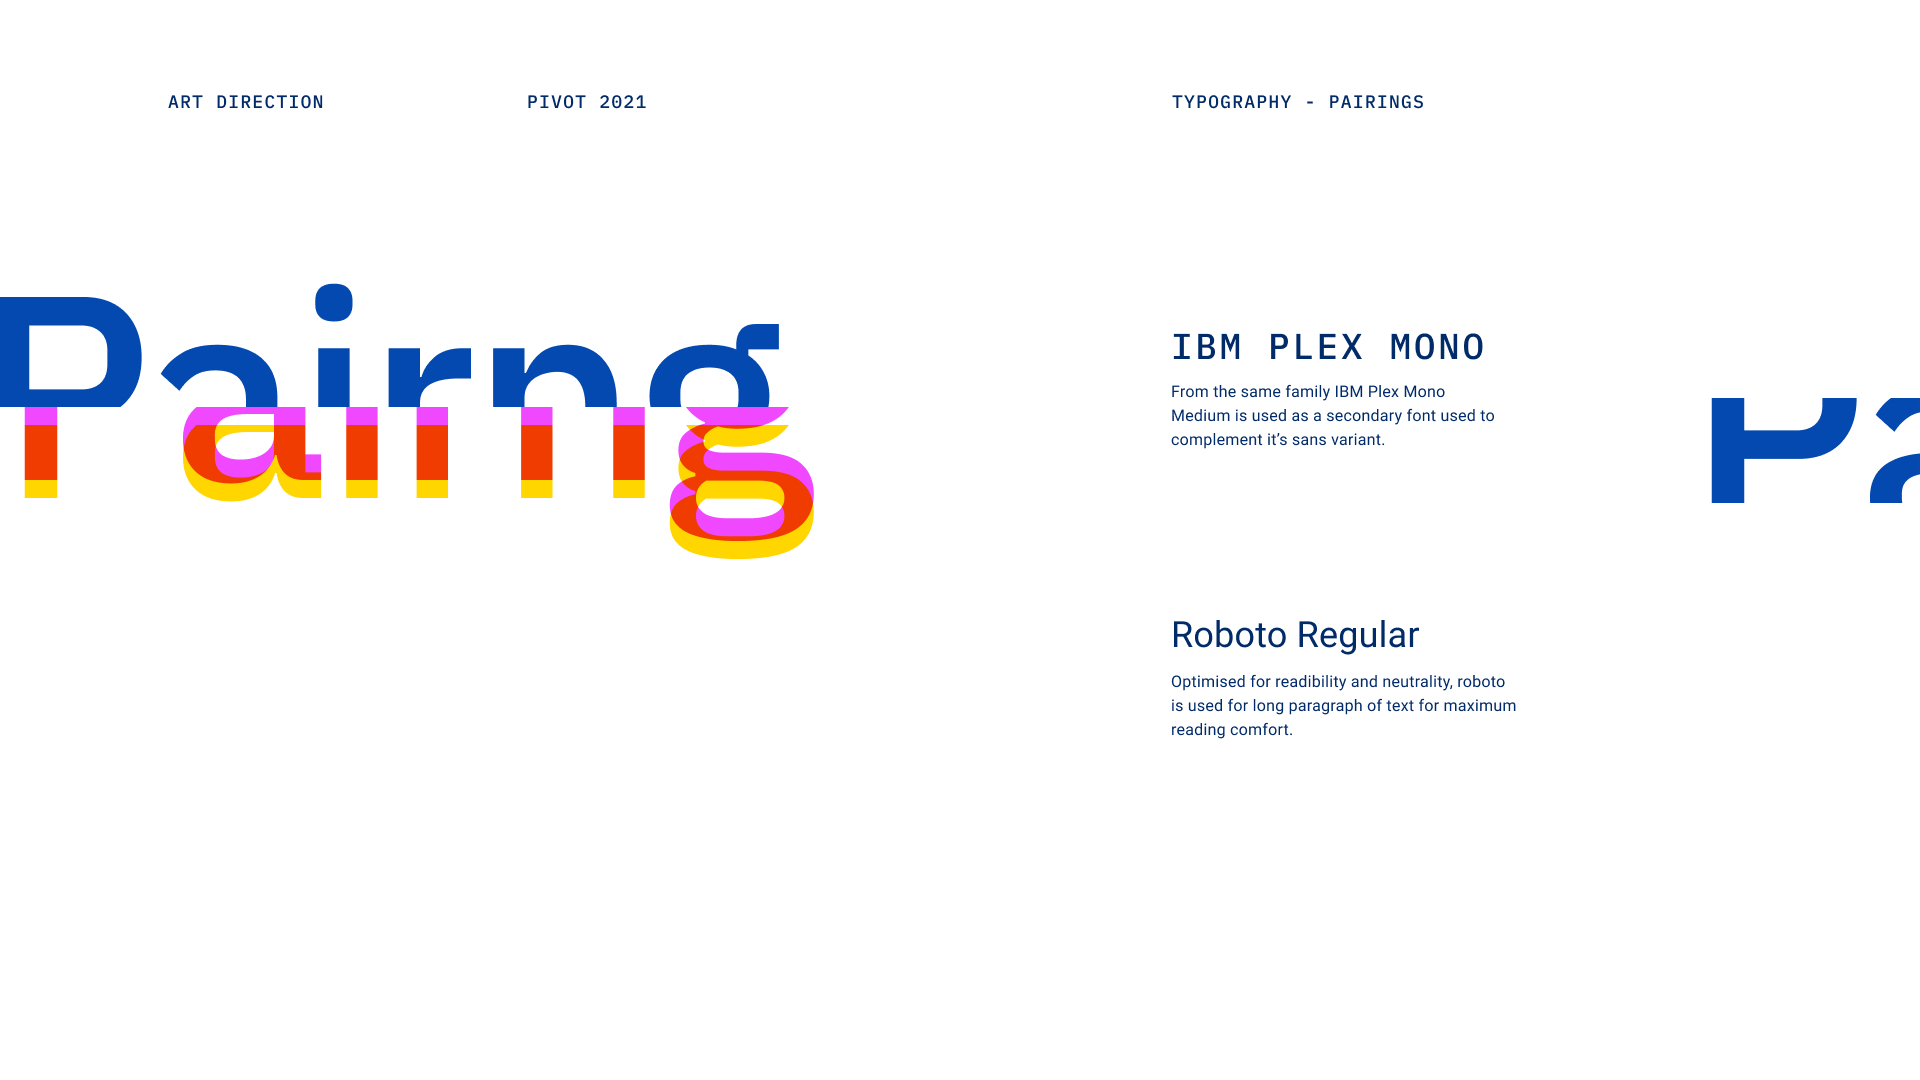 ART DIRECTION
PIVOT 2021
TYPOGRAPHY - PAIRINGS
Pairng
IBM PLEX MONO
From the same family IBM Plex Mono
Medium is used as a secondary font used to
complement it’s sans variant.
Pa
Roboto Regular
Optimised for readibility and neutrality, roboto
is used for long paragraph of text for maximum
reading comfort.